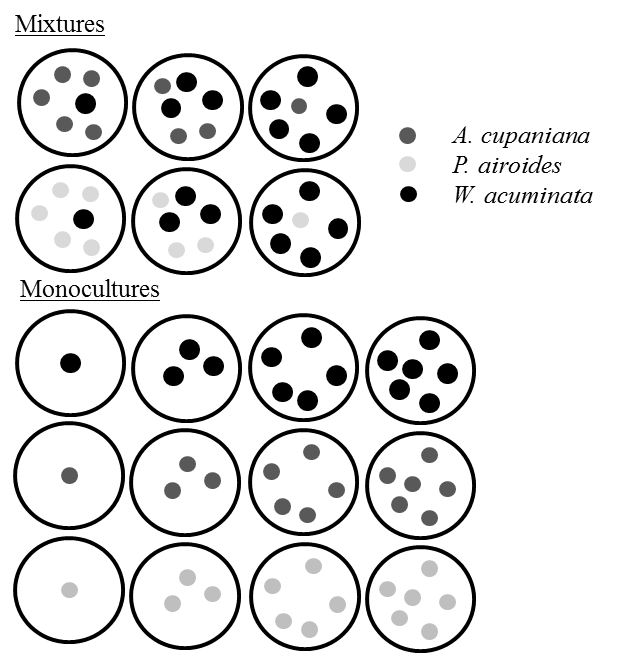 Mixtures
A. cupaniana
P. airoides
W. acuminata
Monocultures